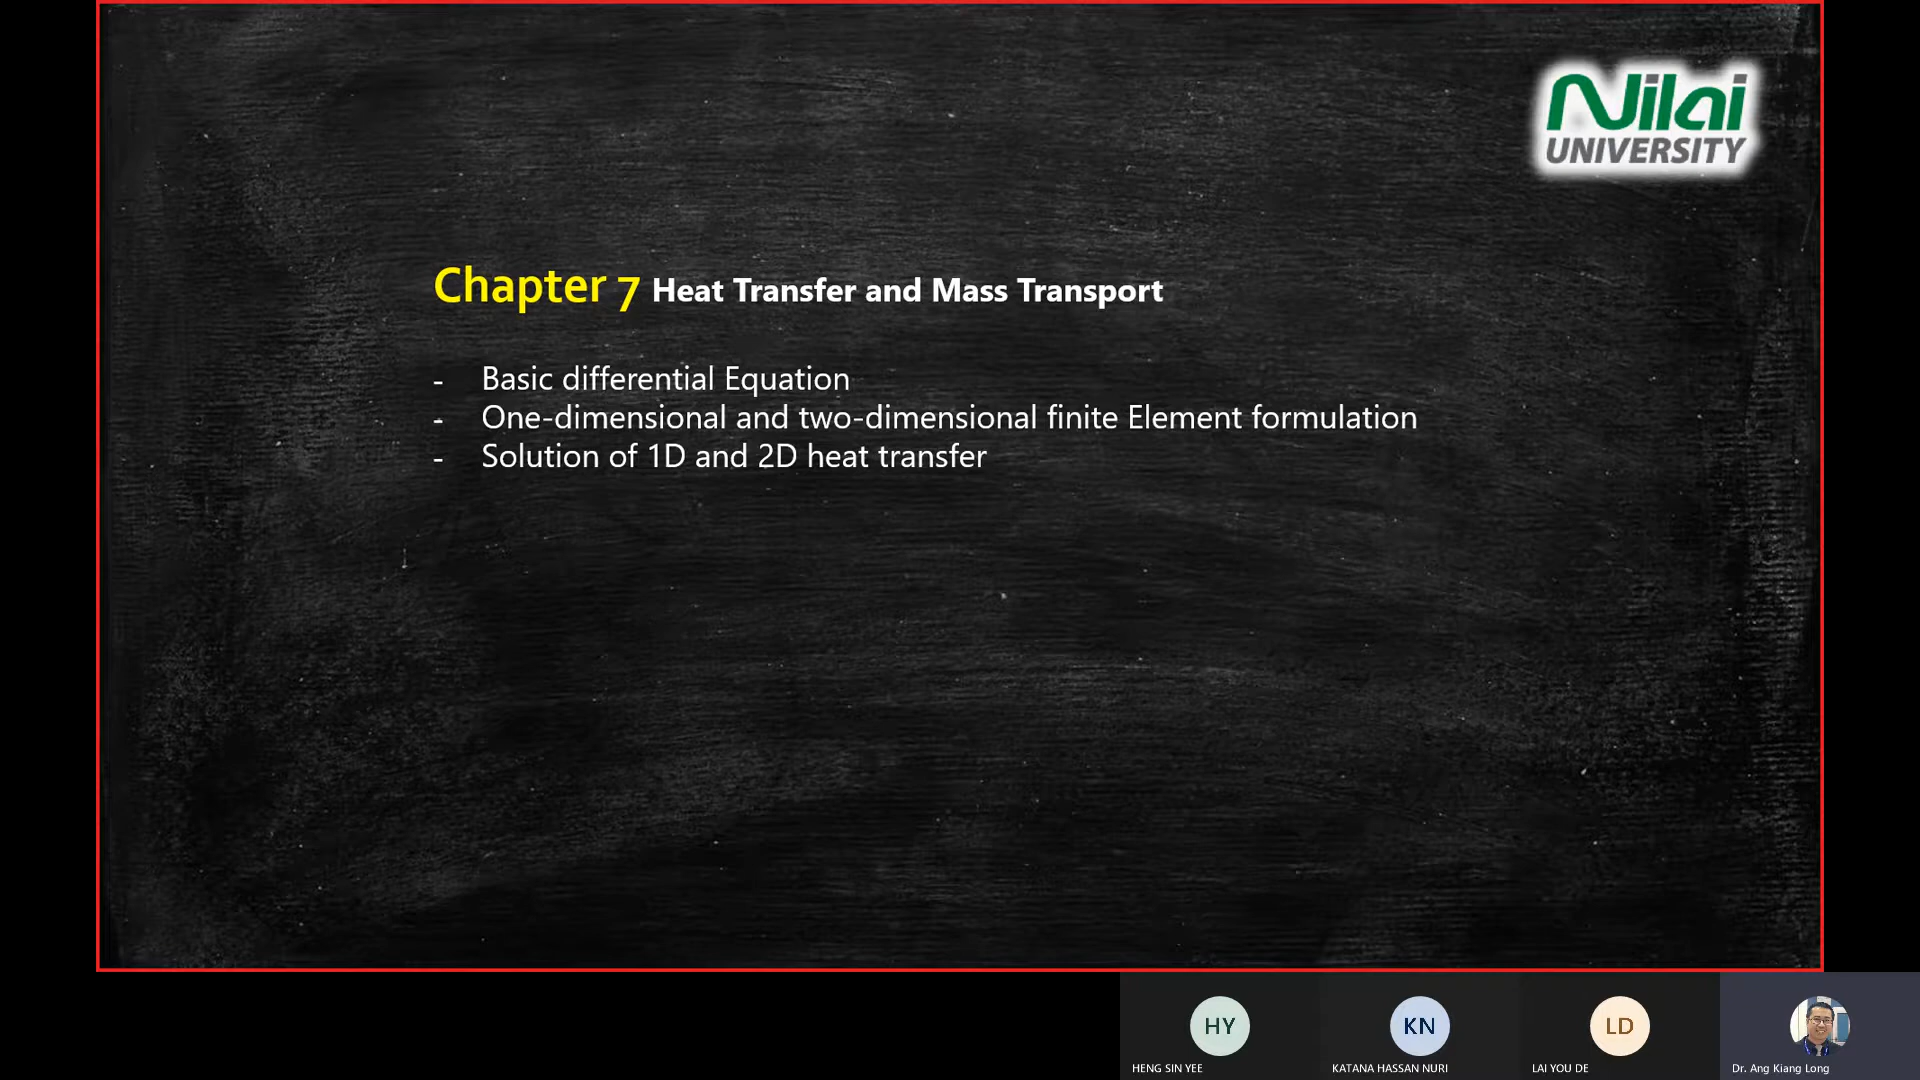 Nilai
UNIVERSITY
Chapter 7 Heat Transfer and Mass Transport
- Basic differential Equation
- One-dimensional and two-dimensional finite Element formulation
- Solution of 1D and 2D heat transfer
HY
KN
LD
HENG SIN YEE
KATANA HASSAN NURI
LAI YOU DE
Dr. Ang Kiang Long